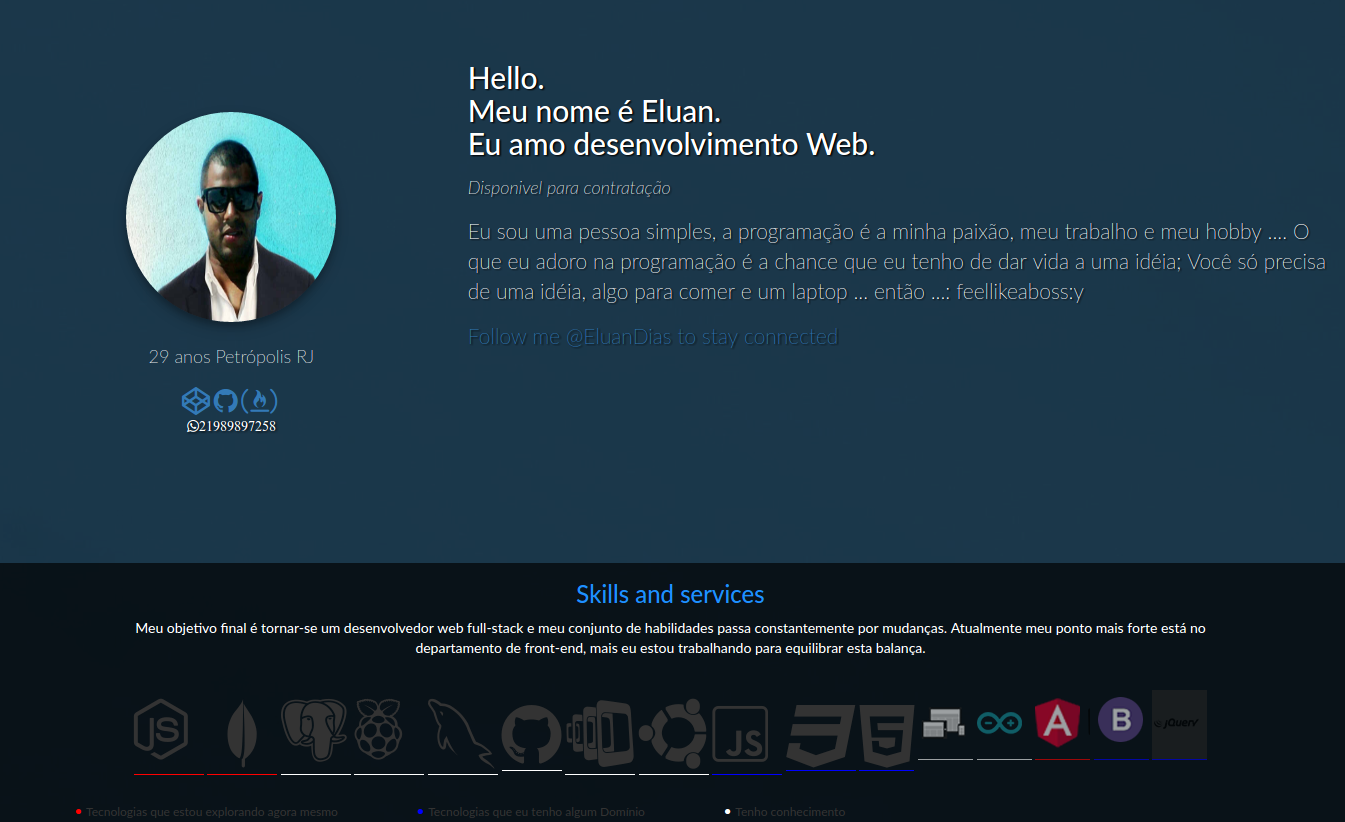 Hello.
Meu nome é Eluan.
Eu amo desenvolvimento Web.
Disponivel para contratação
Eu sou uma pessoa simples, a programação é a minha paixão, meu trabalho e meu hobby .... O
que eu adoro na programação é a chance que eu tenho de dar vida a uma idéia; Você só precisa
de uma idéia, algo para comer e um laptop ... então ...: feellikeaboss:y
Follow me @EluanDias to stay connected
29 anos Petrópolis RJ
21989897258
Skills and services
Meu objetivo final é tornar-se um desenvolvedor web full-stack e meu conjunto de habilidades passa constantemente por mudanças. Atualmente meu ponto mais forte está no
departamento de front-end, mais eu estou trabalhando para equilibrar esta balança.
JS
JS
3
5
A
B
jQuery
Tecnologias que estou explorando agora mesmo
Tecnologias que eu tenho algum Domínio
Tenho conhecimento